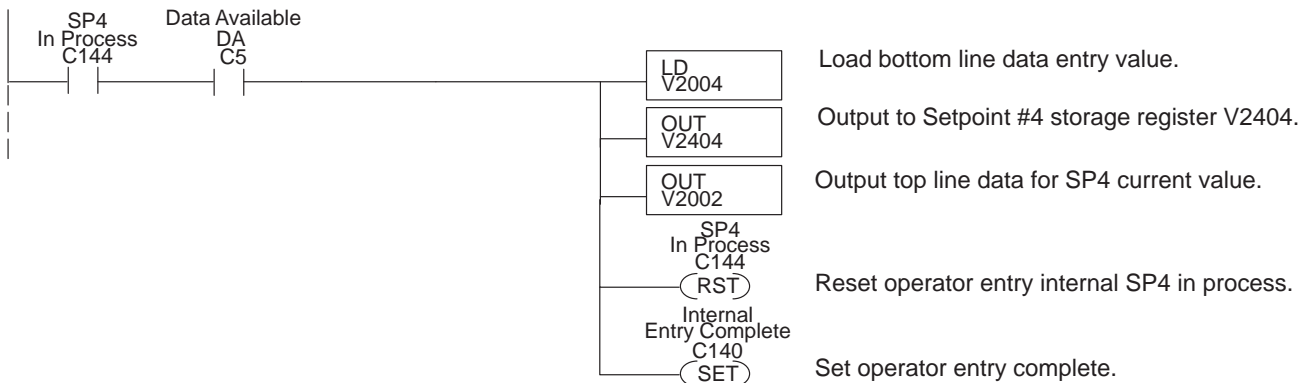 SP4
In Process
C144
Data Available
DA
C5
LD
V2004
Load bottom line data entry value.
OUT
V2404
Output to Setpoint #4 storage register V2404.
OUT
V2002
Output top line data for SP4 current value.
SP4
In Process
C144
RST
Reset operator entry internal SP4 in process.
Internal
Entry Complete
C140
SET
Set operator entry complete.